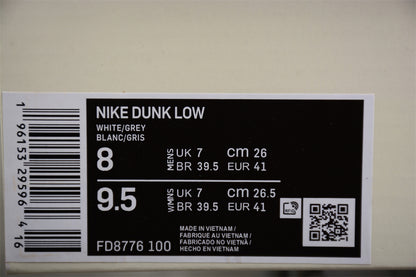 NIKE DUNK LOW
WHITE/GREY
BLANC/GRIS
8 MENS UK 7 cm 26
BR 39.5 EUR 41
9.5 W/MNS UK 7 cm 26.5
BR 39.5 EUR 41
MADE IN VIETNAM /
FABRIQUE AU VIETNAM /
FABRICADO NO VIETNÃ /
HECHO EN VIETNAM
FD8776 100
1 96153 29596 4 16